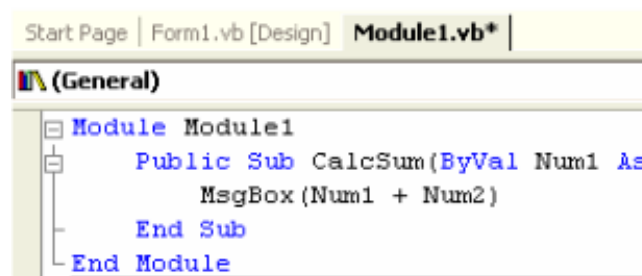 Start Page | Form1.vb [Design] | Module1.vb*
(General)
Module Module1
Public Sub CalcSum(ByVal Num1 As
MsgBox(Num1 + Num2)
End Sub
End Module